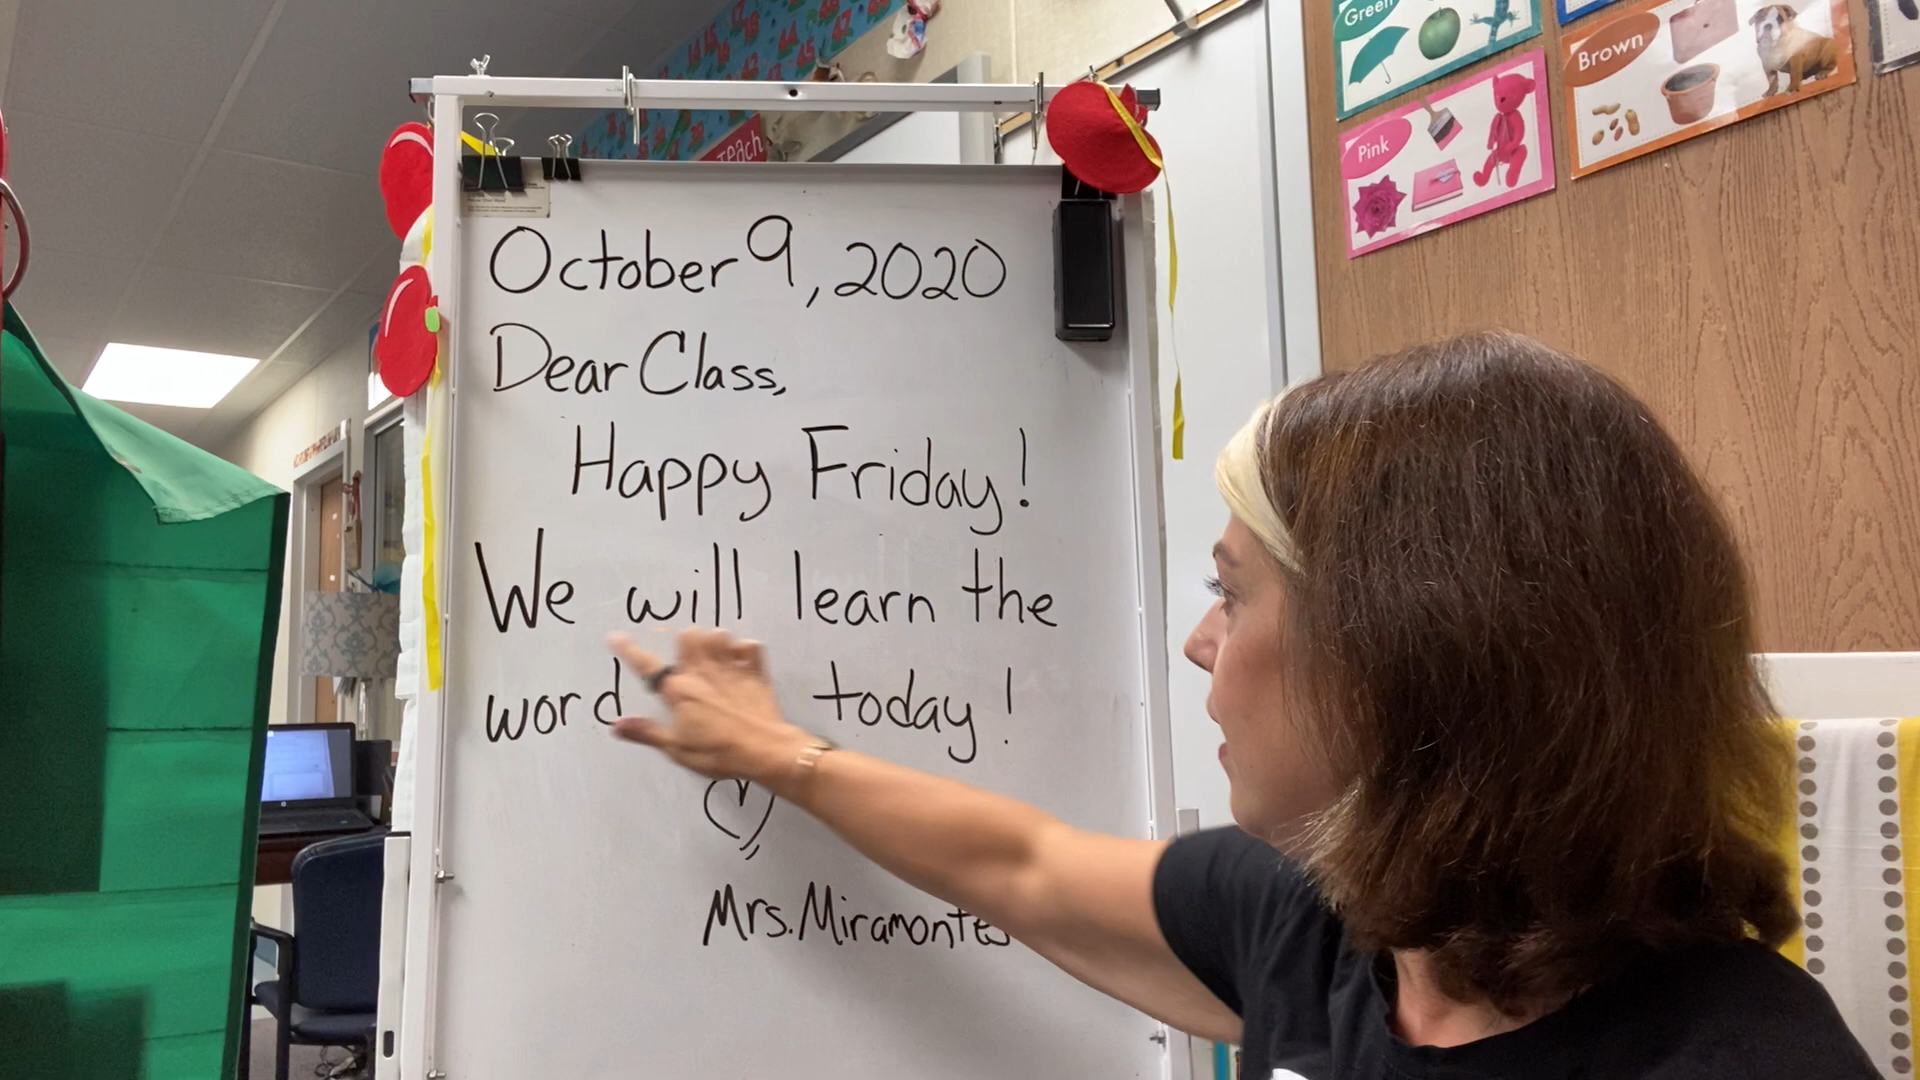 Green
Brown
Pink
Teach
October 9, 2020
Dear Class,
Happy Friday!
We will learn the
word today!
Mrs. Miramontes